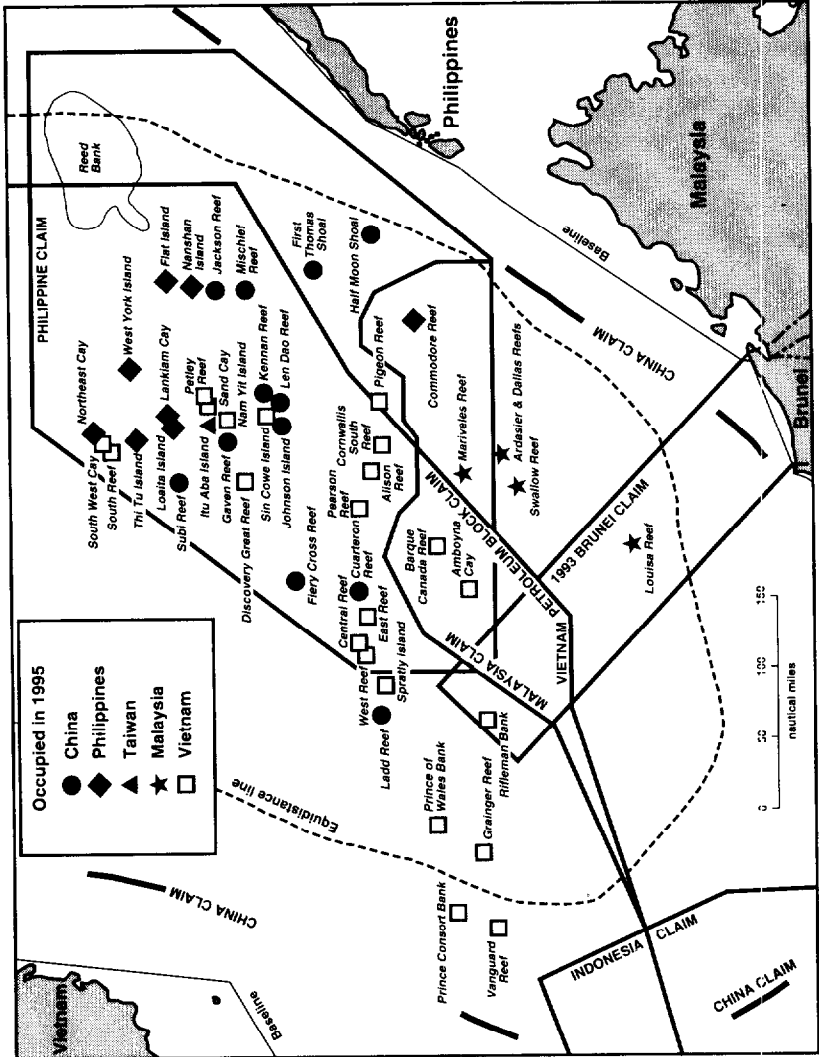 Occupied in 1995
China
Philippines
Taiwan
Malaysia
Vietnam
Vietnam
Baseline
CHINA CLAIM
Equidistance line
PHILIPPINE CLAIM
Reed
Bank
Northeast Cay
South West Cay
South Reef
West York Island
Thi Tu Island
Lankiam Cay
Loaita Island
Subi Reef
Flat Island
Nanshan
Island
Jackson Reef
Mischief
Reef
Petley
Reef
Sand Cay
Itu Aba Island
Gaven Reef
Nam Yit Island
Discovery Great Reef
Sin Cowe Island
Kennan Reef
Len Dao Reef
Johnson Island
First
Thomas
Shoal
Half Moon Shoal
Fiery Cross Reef
Pearson
Reef
Cuarteron
Reef
Central Reef
East Reef
West Reef
Spratly Island
Ladd Reef
Cornwallis
South
Reef
Alison
Reef
Pigeon Reef
Commodore Reef
Mariveles Reef
Ardasier & Dallas Reefs
Swallow Reef
Barque
Canada Reef
Amboyna
Cay
MALAYSIA CLAIM
VIETNAM
PETROLEUM BLOCK CLAIM
1993 BRUNEI CLAIM
Louisa Reef
Prince of
Wales Bank
Grainger Reef
Rifleman Bank
Prince Consort Bank
Vanguard
Reef
INDONESIA
CLAIM
CHINA CLAIM
CHINA CLAIM
Baseline
Philippines
Malaysia
Brunei
0
50
100
150
nautical miles